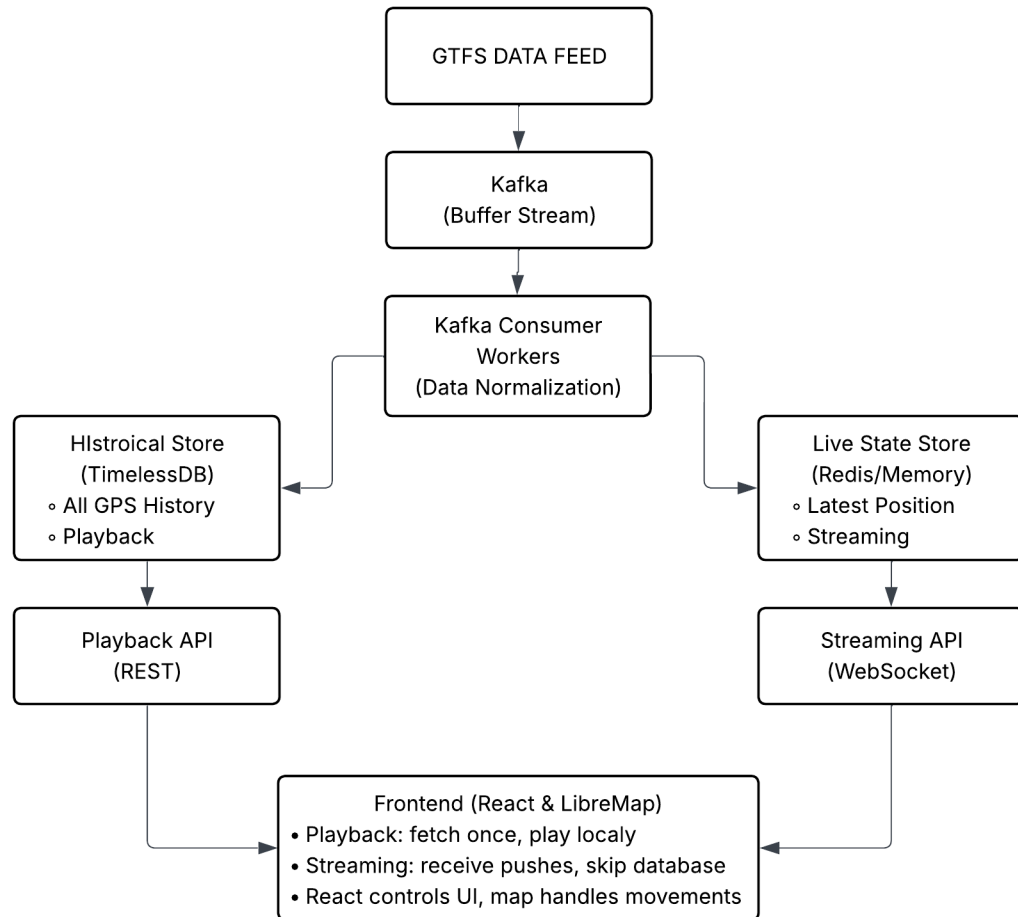 GTFS DATA FEED
Kafka
(Buffer Stream)
Kafka Consumer
Workers
(Data Normalization)
HIstroical Store
(TimelessDB)
◦ All GPS History
◦ Playback
Live State Store
(Redis/Memory)
◦ Latest Position
◦ Streaming
Playback API
(REST)
Streaming API
(WebSocket)
Frontend (React & LibreMap)
• Playback: fetch once, play localy
• Streaming: receive pushes, skip database
• React controls UI, map handles movements